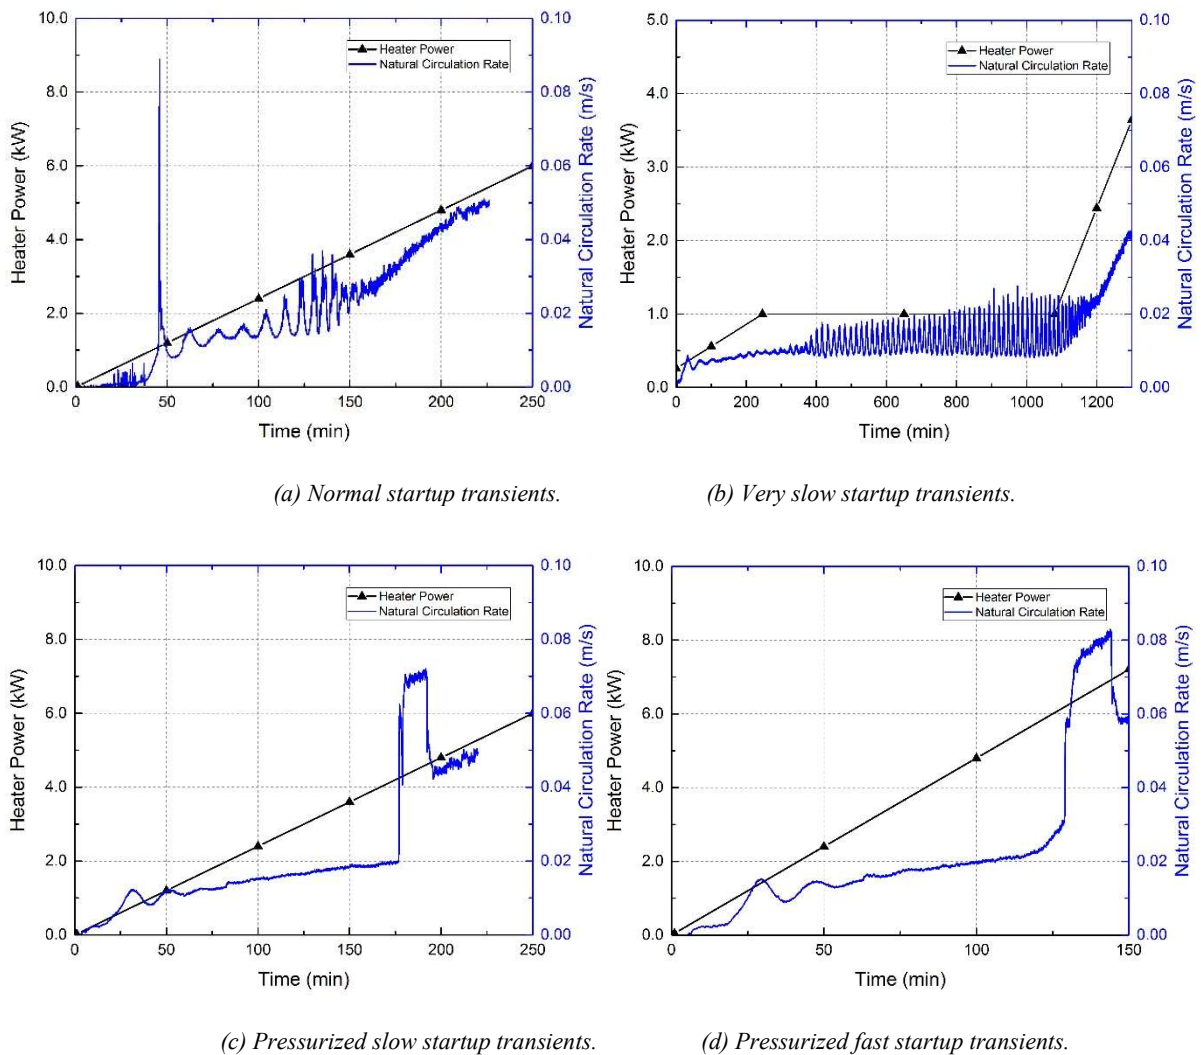 10.0
8.0
6.0
4.0
2.0
0.0
0.10
0.08
0.06
0.04
0.02
0.00
0
50
100
150
200
250
Heater Power
Natural Circulation Rate
Heater Power (kW)
Natural Circulation Rate (m/s)
Time (min)
(a) Normal startup transients.
5.0
4.0
3.0
2.0
1.0
0.0
0.10
0.08
0.06
0.04
0.02
0.00
0
200
400
600
800
1000
1200
Heater Power
Natural Circulation Rate
Heater Power (kW)
Natural Circulation Rate (m/s)
Time (min)
(b) Very slow startup transients.
10.0
8.0
6.0
4.0
2.0
0.0
0.10
0.08
0.06
0.04
0.02
0.00
0
50
100
150
200
250
Heater Power
Natural Circulation Rate
Heater Power (kW)
Natural Circulation Rate (m/s)
Time (min)
(c) Pressurized slow startup transients.
10.0
8.0
6.0
4.0
2.0
0.0
0.10
0.08
0.06
0.04
0.02
0.00
0
50
100
150
Heater Power
Natural Circulation Rate
Heater Power (kW)
Natural Circulation Rate (m/s)
Time (min)
(d) Pressurized fast startup transients.